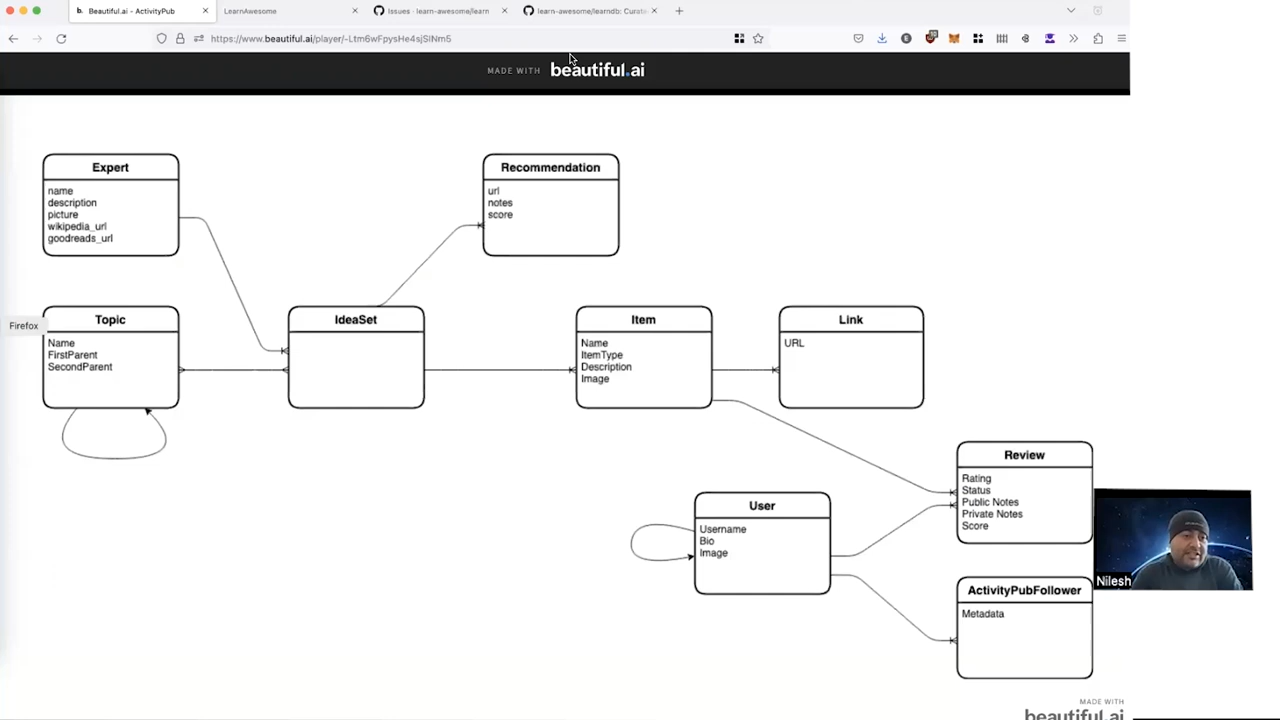 b. Beautiful.ai - ActivityPub
LearnAwesome
Issues · learn-awesome/learn
learn-awesome/learndb: Curate
https://www.beautiful.ai/player/-Ltm6wFpysHe4sjSiNm5
MADE WITH beautiful.ai
Expert
name
description
picture
wikipedia_url
goodreads_url
Recommendation
url
notes
score
Firefox
Topic
Name
FirstParent
SecondParent
IdeaSet
Item
Name
ItemType
Description
Image
Link
URL
User
Username
Bio
Image
Review
Rating
Status
Public Notes
Private Notes
Score
Nilesh
ActivityPubFollower
Metadata
MADE WITH
beautiful.ai